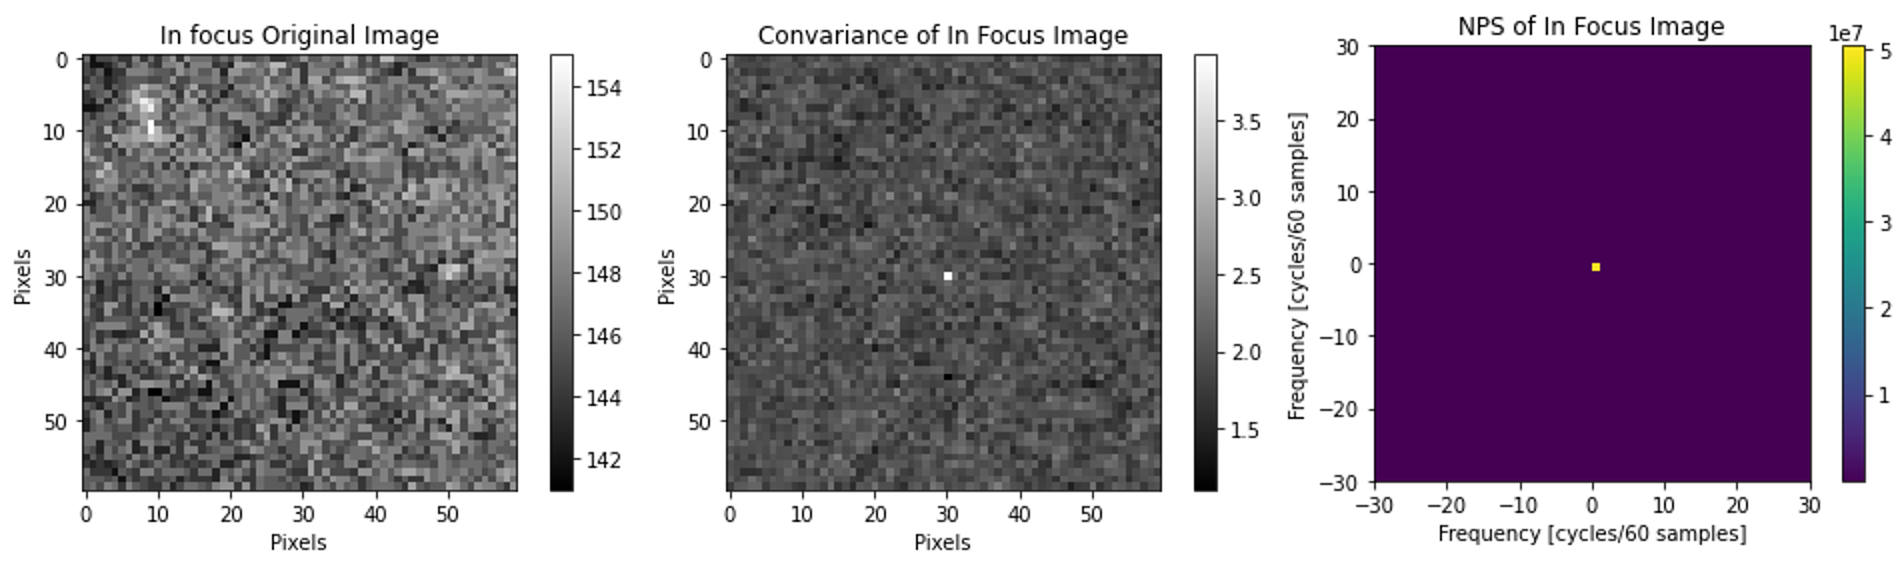 In focus Original Image
0
10
20
30
40
50
Pixels
0 10 20 30 40 50
Pixels
154
152
150
148
146
144
142
Convariance of In Focus Image
0
10
20
30
40
50
Pixels
0 10 20 30 40 50
Pixels
3.5
3.0
2.5
2.0
1.5
NPS of In Focus Image
30
20
10
0
−10
−20
−30
Frequency [cycles/60 samples]
−30 −20 −10 0 10 20 30
Frequency [cycles/60 samples]
1e7
5
4
3
2
1